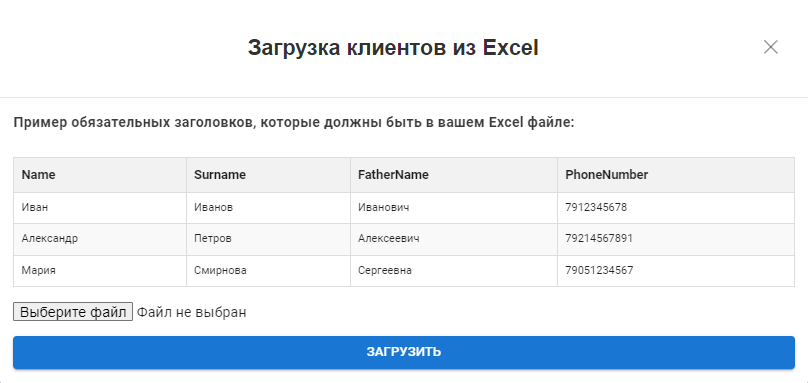 Загрузка клиентов из Excel
Пример обязательных заголовков, которые должны быть в вашем Excel файле:
Name Surname FatherName PhoneNumber
Иван Иванов Иванович 7912345678
Александр Петров Алексеевич 79214567891
Мария Смирнова Сергеевна 79051234567
Выберите файл Файл не выбран
ЗАГРУЗИТЬ